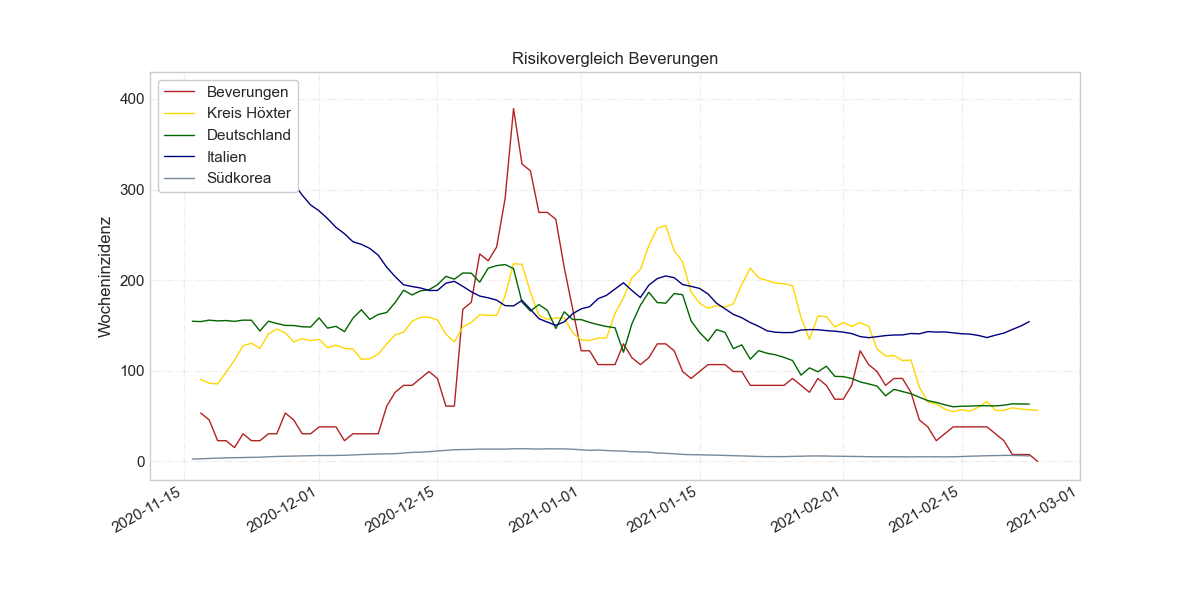 Risikovergleich Beverungen
Beverungen
Kreis Höxter
Deutschland
Italien
Südkorea
Wocheninzidenz
400
300
200
100
0
2020-11-15
2020-12-01
2020-12-15
2021-01-01
2021-01-15
2021-02-01
2021-02-15
2021-03-01